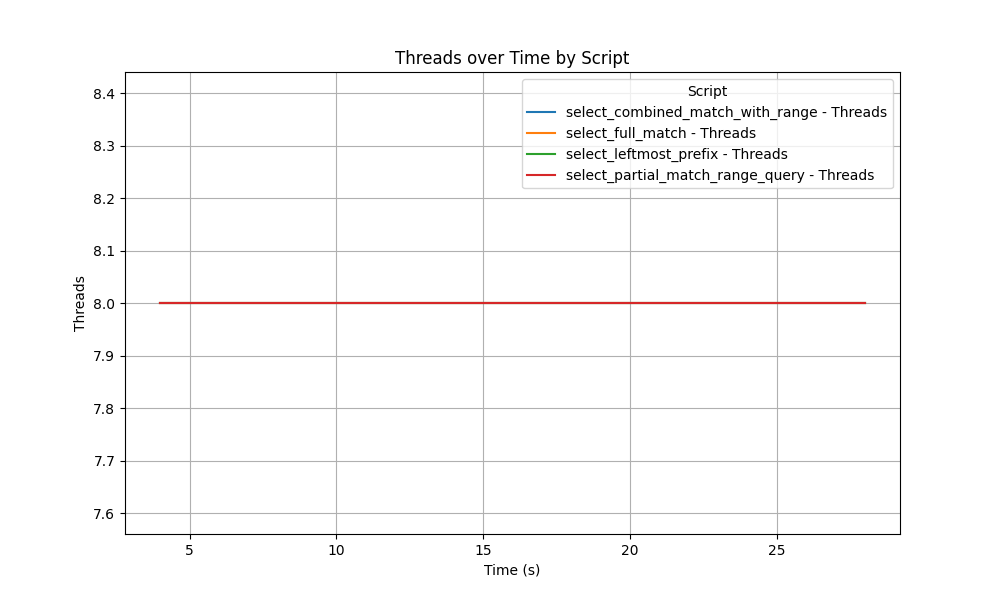 Threads over Time by Script
Script
select_combined_match_with_range - Threads
select_full_match - Threads
select_leftmost_prefix - Threads
select_partial_match_range_query - Threads
8.4
8.3
8.2
8.1
8.0
7.9
7.8
7.7
7.6
Threads
5 10 15 20 25
Time (s)